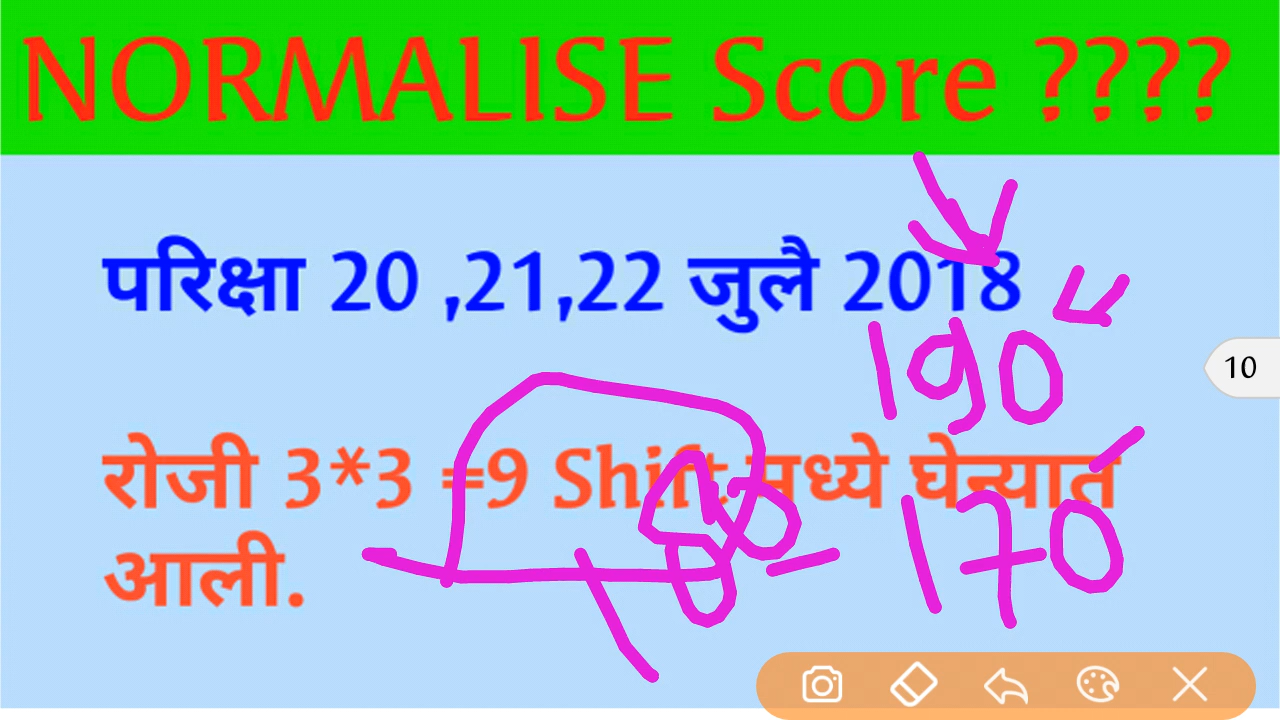 NORMALISE Score ????
परिक्षा 20 ,21,22 जुलै 2018
190
10
रोजी 3*3 =9 Shift मध्ये घेन्यात
आली.
180
170